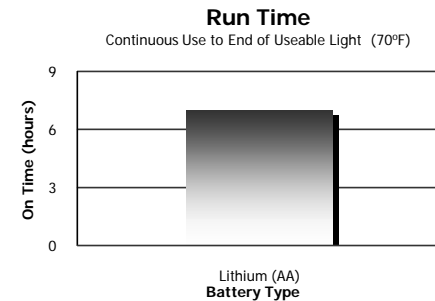 Run Time
Continuous Use to End of Useable Light (70ºF)
9
6
3
0
On Time (hours)
Lithium (AA)
Battery Type